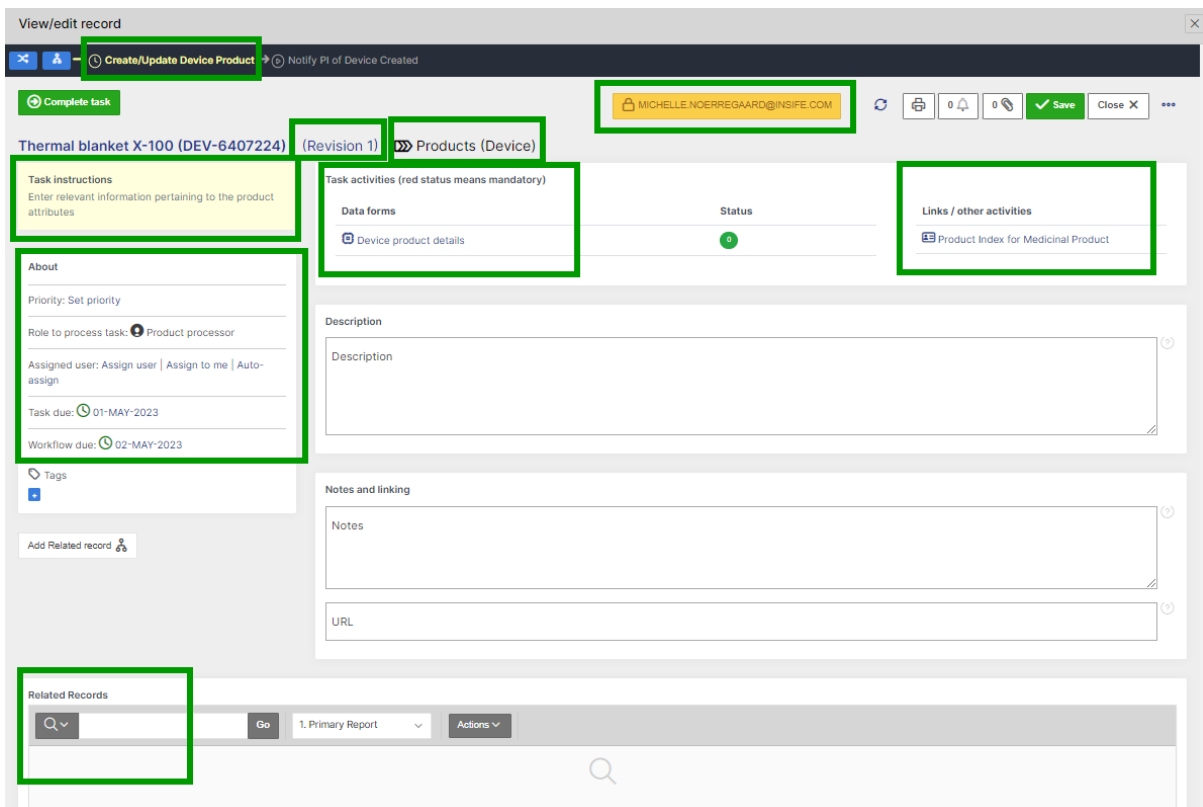 View/edit record
Create/Update Device Product
Notify PI of Device Created
Complete task
MICHELLE.NOERREGAARD@INSIFE.COM
0
0
Save
Close X
Thermal blanket X-100 (DEV-6407224)
(Revision 1)
Products (Device)
Task instructions
Enter relevant information pertaining to the product
attributes
Task activities (red status means mandatory)
Data forms
Status
Links / other activities
Device product details
0
Product Index for Medicinal Product
About
Priority: Set priority
Role to process task: Product processor
Assigned user: Assign user | Assign to me | Auto-
assign
Task due: 01-MAY-2023
Workflow due: 02-MAY-2023
Tags
+
Add Related record
Description
Description
?
Notes and linking
Notes
?
URL
?
Related Records
Go
1. Primary Report
Actions